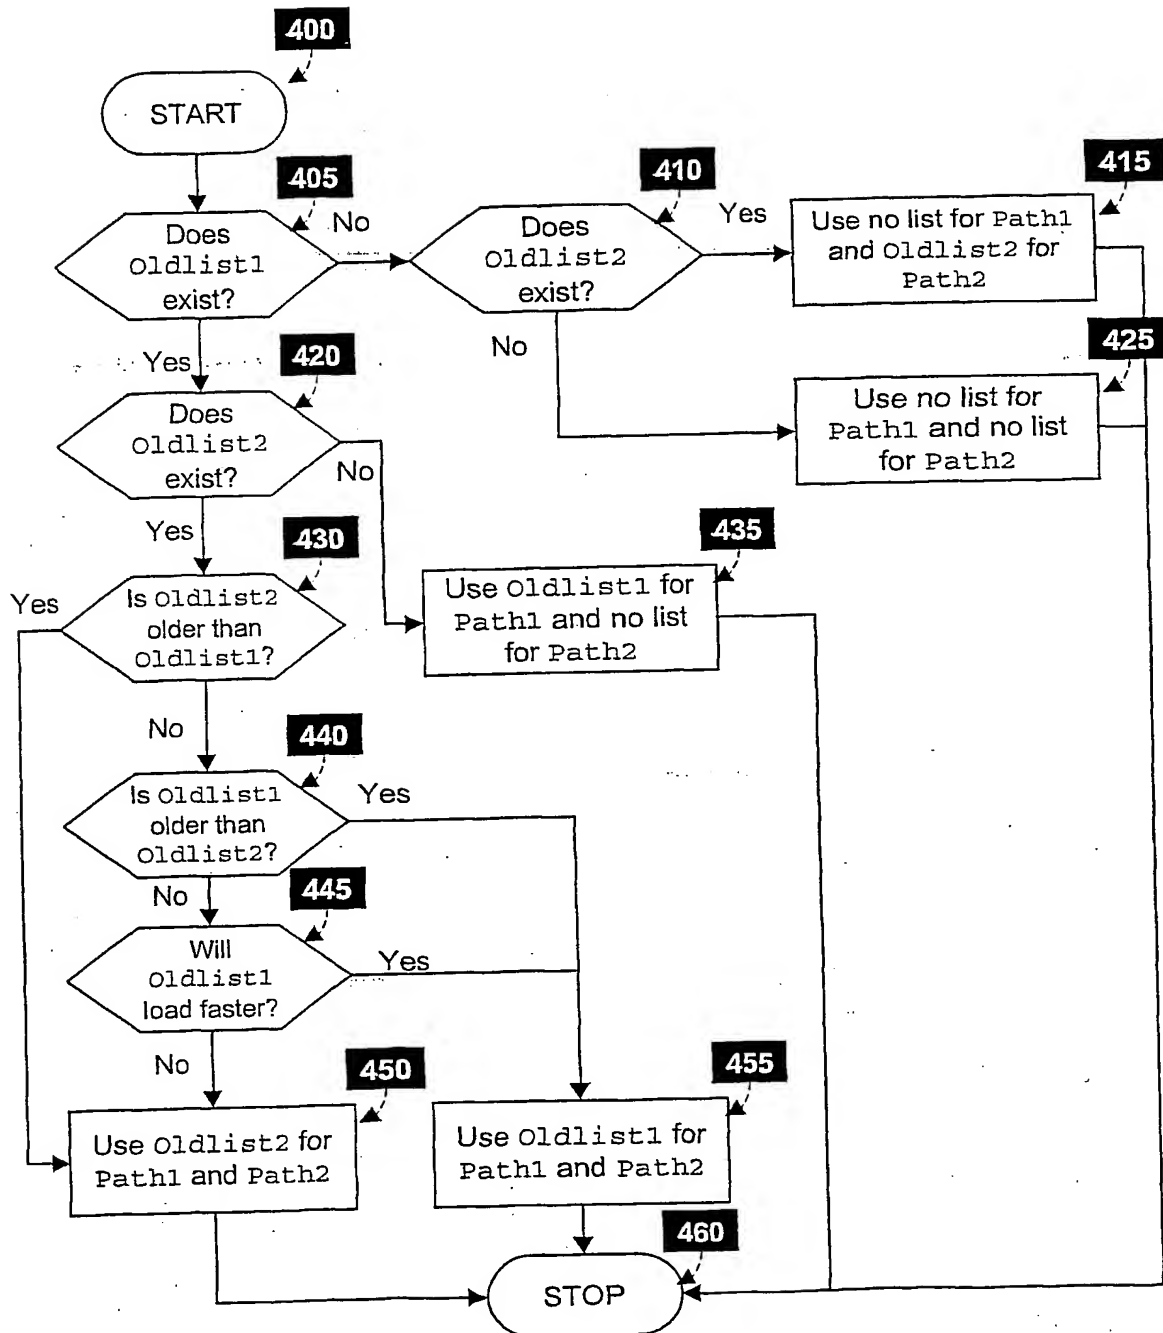 400
START
405
Does
Oldlist1
exist?
No
410
Does
Oldlist2
exist?
Yes
415
Use no list for Path1
and Oldlist2 for
Path2
Yes
420
Does
Oldlist2
exist?
No
No
425
Use no list for
Path1 and no list
for Path2
Yes
430
Is Oldlist2
older than
Oldlist1?
Yes
435
Use Oldlist1 for
Path1 and no list
for Path2
No
440
Is Oldlist1
older than
Oldlist2?
Yes
No
445
Will
Oldlist1
load faster?
Yes
No
450
Use Oldlist2 for
Path1 and Path2
455
Use Oldlist1 for
Path1 and Path2
460
STOP